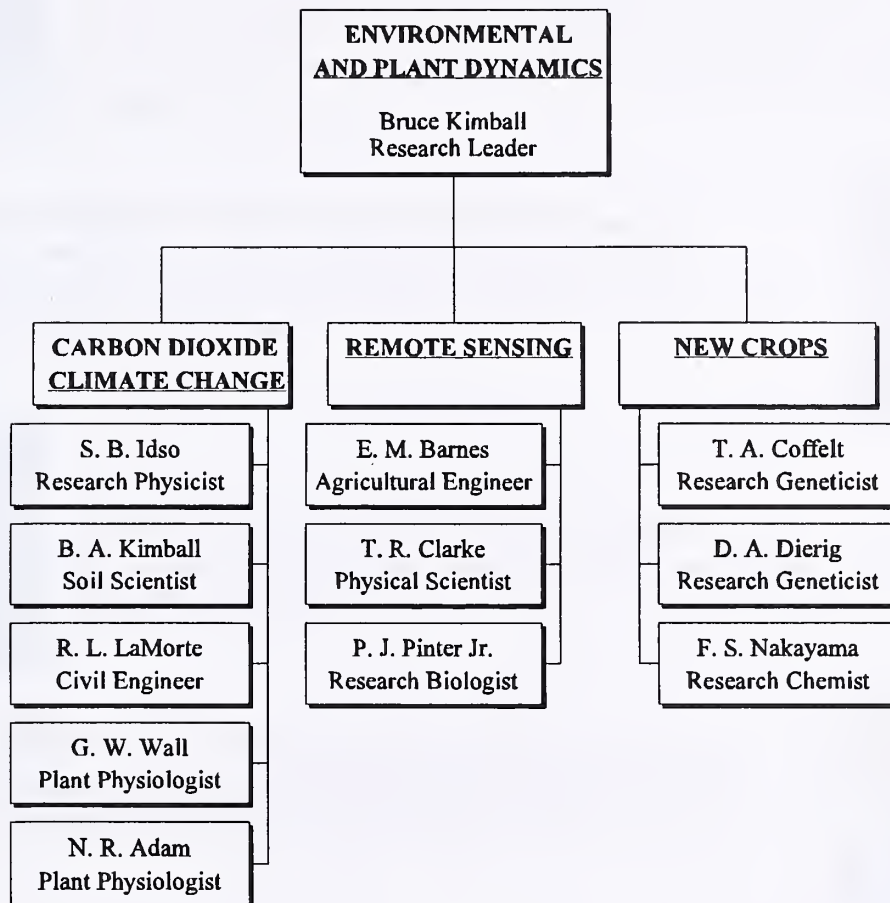 ENVIRONMENTAL
AND PLANT DYNAMICS
Bruce Kimball
Research Leader
CARBON DIOXIDE
CLIMATE CHANGE
S. B. Idso
Research Physicist
B. A. Kimball
Soil Scientist
R. L. LaMorte
Civil Engineer
G. W. Wall
Plant Physiologist
N. R. Adam
Plant Physiologist
REMOTE SENSING
E. M. Barnes
Agricultural Engineer
T. R. Clarke
Physical Scientist
P. J. Pinter Jr.
Research Biologist
NEW CROPS
T. A. Coffelt
Research Geneticist
D. A. Dierig
Research Geneticist
F. S. Nakayama
Research Chemist